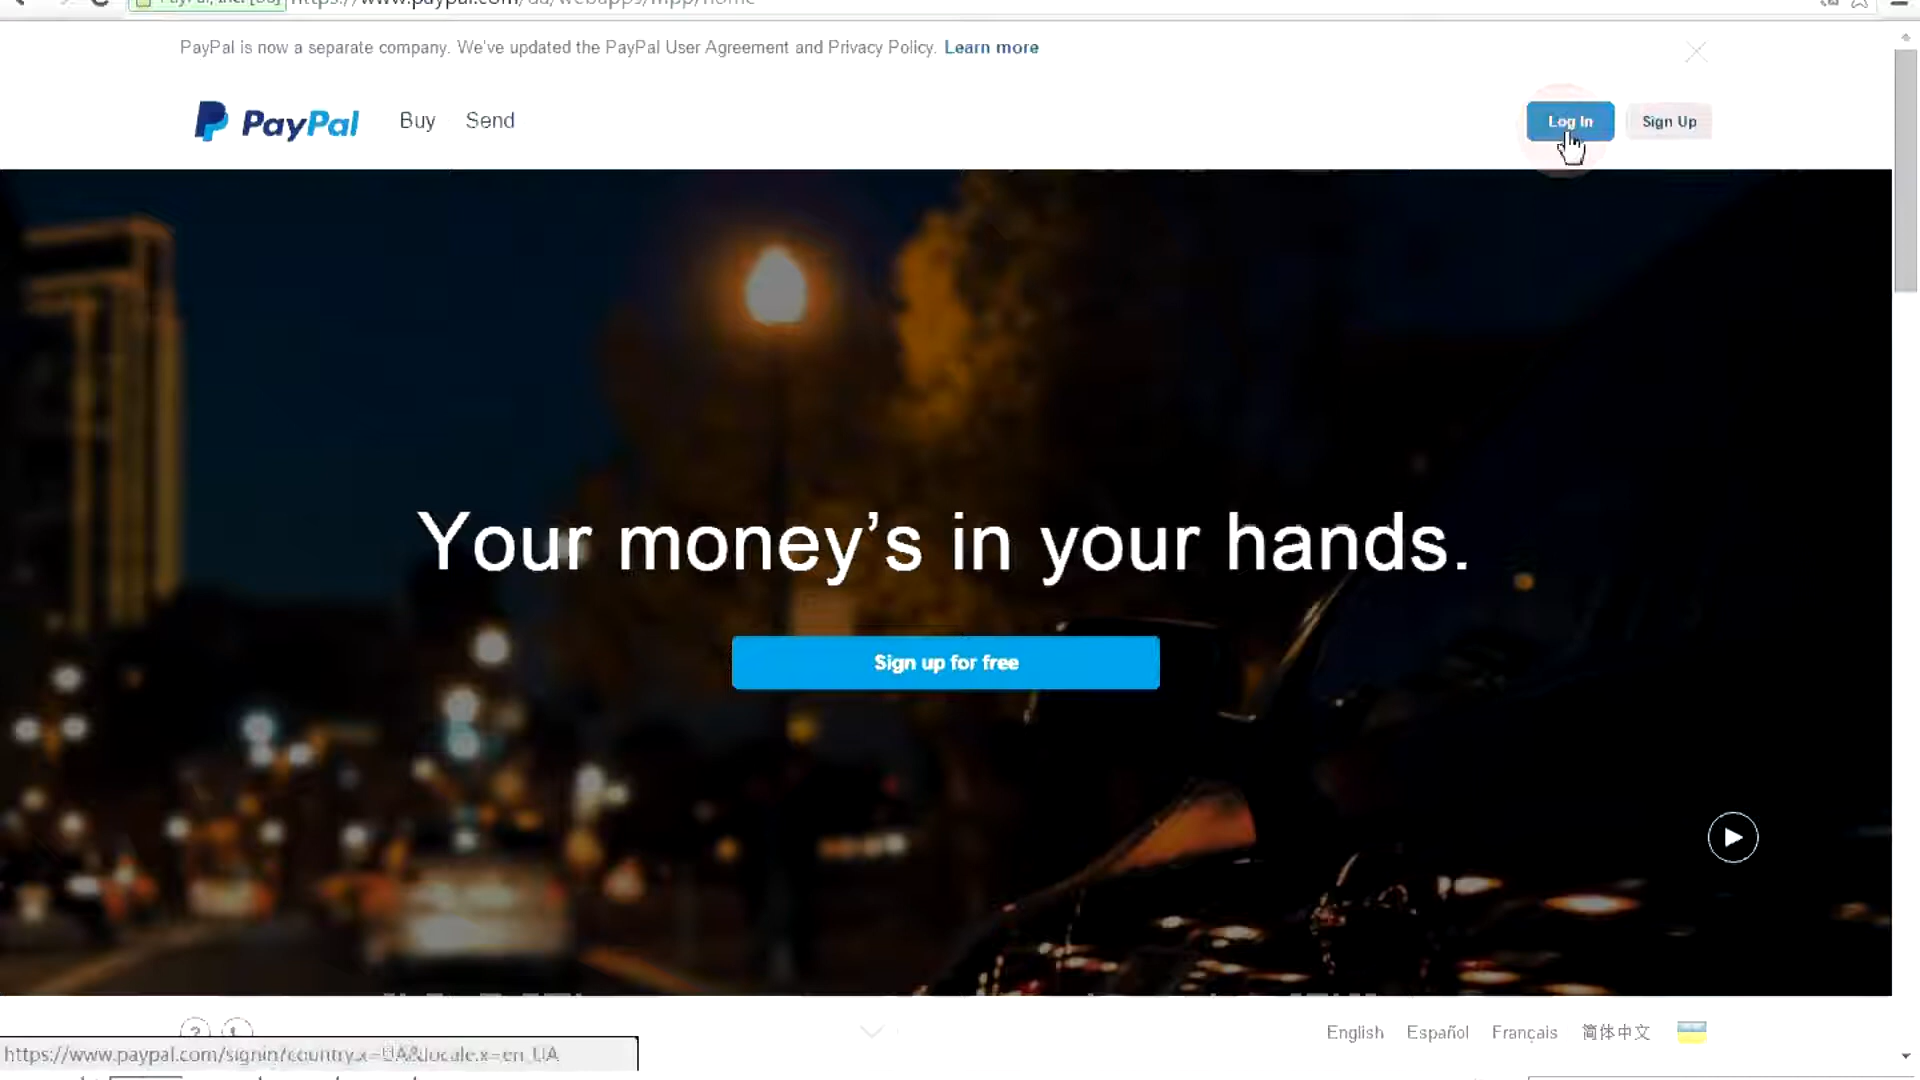 PayPal is now a separate company. We've updated the PayPal User Agreement and Privacy Policy. Learn more
PayPal
Buy
Send
Log In
Sign Up
Your money’s in your hands.
Sign up for free
English
Español
Français
简体中文
https://www.paypal.com/signin/country.x=UA&locale.x=en_UA